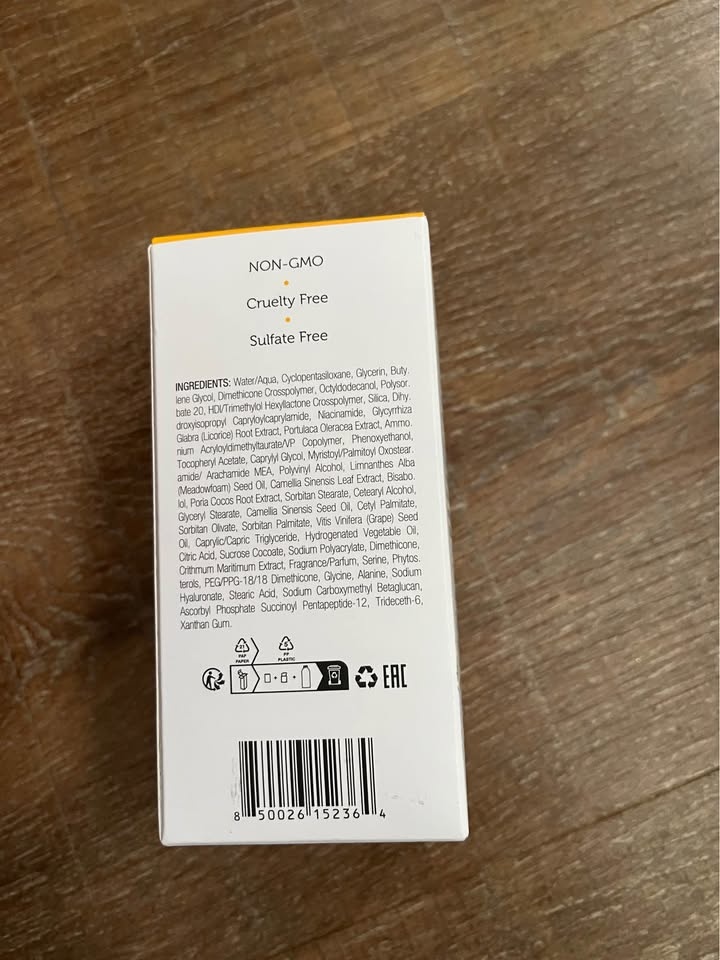 NON-GMO
Cruelty Free
Sulfate Free
INGREDIENTS: Water/Aqua, Cyclopentasiloxane, Glycerin, Buty.
lene Glycol, Dimethicone Crosspolymer, Octyldodecanol, Polysor.
bate 20, HDI/Trimethylol Hexyllactone Crosspolymer, Silica, Dihy.
droxyisopropyl Capryloylcaprylamide, Niacinamide, Glycyrrhiza
Glabra (Licorice) Root Extract, Portulaca Oleracea Extract, Ammo.
nium Acryloyldimethyltaurate/VP Copolymer, Phenoxyethanol,
Tocopheryl Acetate, Caprylyl Glycol, Myristoyl/Palmitoyl Oxostear.
amide/ Arachamide MEA, Polyvinyl Alcohol, Limnanthes Alba
(Meadowfoam) Seed Oil, Camellia Sinensis Leaf Extract, Bisabo.
lol, Poria Cocos Root Extract, Sorbitan Stearate, Cetearyl Alcohol,
Glyceryl Stearate, Camellia Sinensis Seed Oil, Cetyl Palmitate,
Sorbitan Olivate, Sorbitan Palmitate, Vitis Vinifera (Grape) Seed
Oil, Caprylic/Capric Triglyceride, Hydrogenated Vegetable Oil,
Citric Acid, Sucrose Cocoate, Sodium Polyacrylate, Dimethicone,
Crithmum Maritimum Extract, Fragrance/Parfum, Serine, Phytos.
terols, PEG/PPG-18/18 Dimethicone, Glycine, Alanine, Sodium
Hyaluronate, Stearic Acid, Sodium Carboxymethyl Betaglucan,
Ascorbyl Phosphate Succinoyl Pentapeptide-12, Trideceth-6,
Xanthan Gum.
21 5
PAP PP
PAPER PLASTIC
EAC
8 50026 15236 4